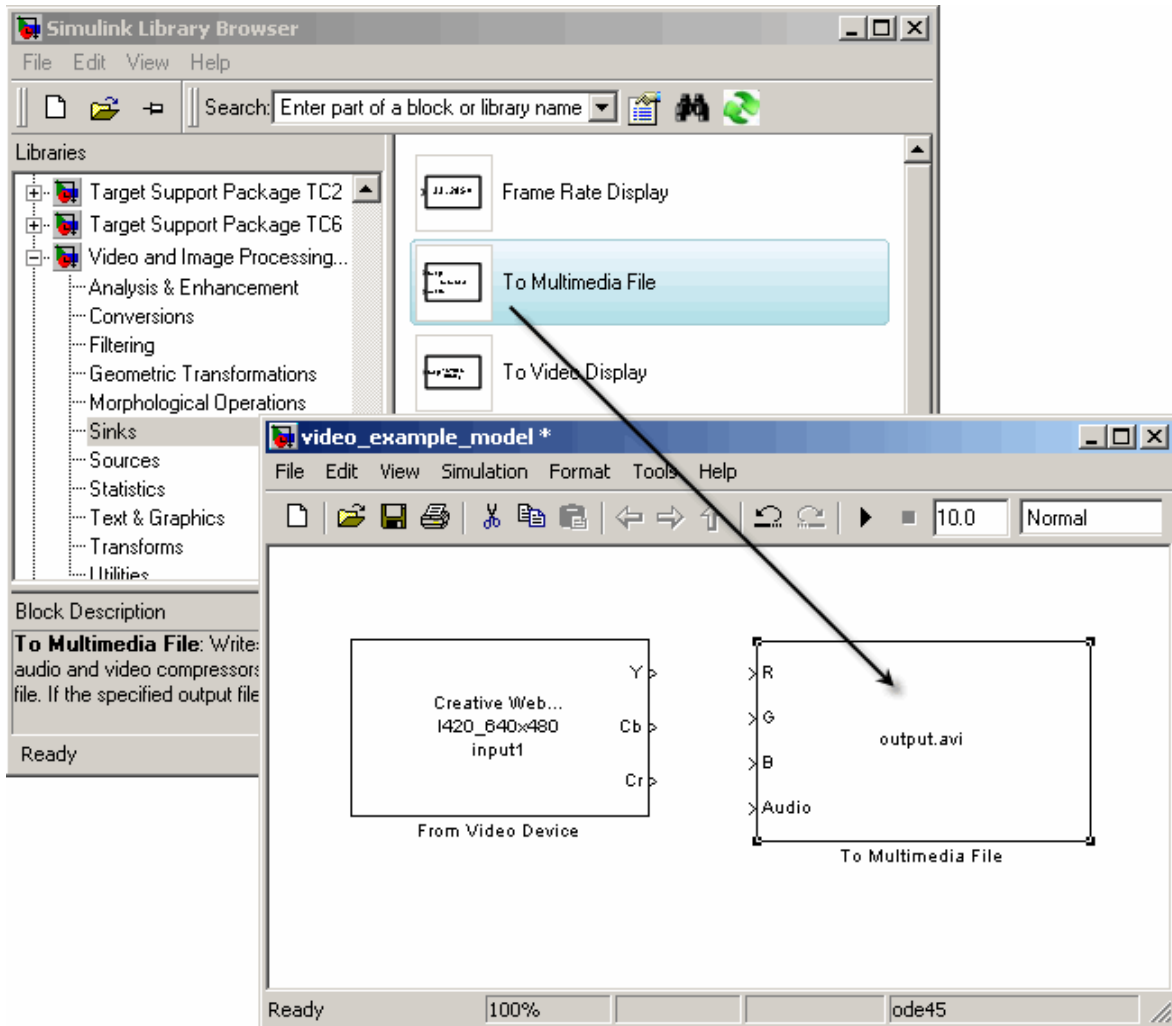 Simulink Library Browser
File Edit View Help
Search: Enter part of a block or library name
Libraries
Target Support Package TC2
Target Support Package TC6
Video and Image Processing...
Analysis & Enhancement
Conversions
Filtering
Geometric Transformations
Morphological Operations
Sinks
Sources
Statistics
Text & Graphics
Transforms
Utilities
Frame Rate Display
To Multimedia File
To Video Display
Block Description
To Multimedia File: Write
audio and video compressors
file. If the specified output file
Ready
video_example_model *
File Edit View Simulation Format Tools Help
10.0 Normal
Creative Web...
I420_640x480
input1
Y
Cb
Cr
From Video Device
R
G
B
Audio
output.avi
To Multimedia File
Ready 100% ode45